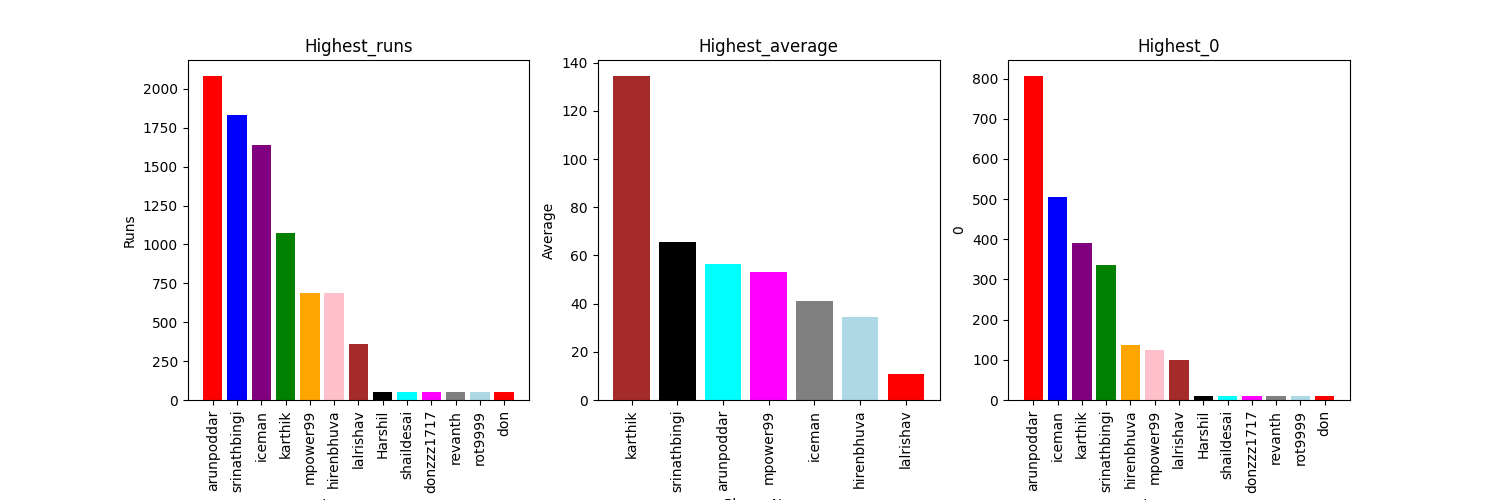 Highest_runs
Runs
2000
1750
1500
1250
1000
750
500
250
0
arunpoddar
srinathbingi
iceman
karthik
mpower99
hirenbhuva
lalrishav
Harshil
shaildesai
donzzz1717
revanth
rot9999
don
Highest_average
Average
140
120
100
80
60
40
20
0
karthik
srinathbingi
arunpoddar
mpower99
iceman
hirenbhuva
lalrishav
Highest_0
0
800
700
600
500
400
300
200
100
0
arunpoddar
iceman
karthik
srinathbingi
hirenbhuva
mpower99
lalrishav
Harshil
shaildesai
donzzz1717
revanth
rot9999
don